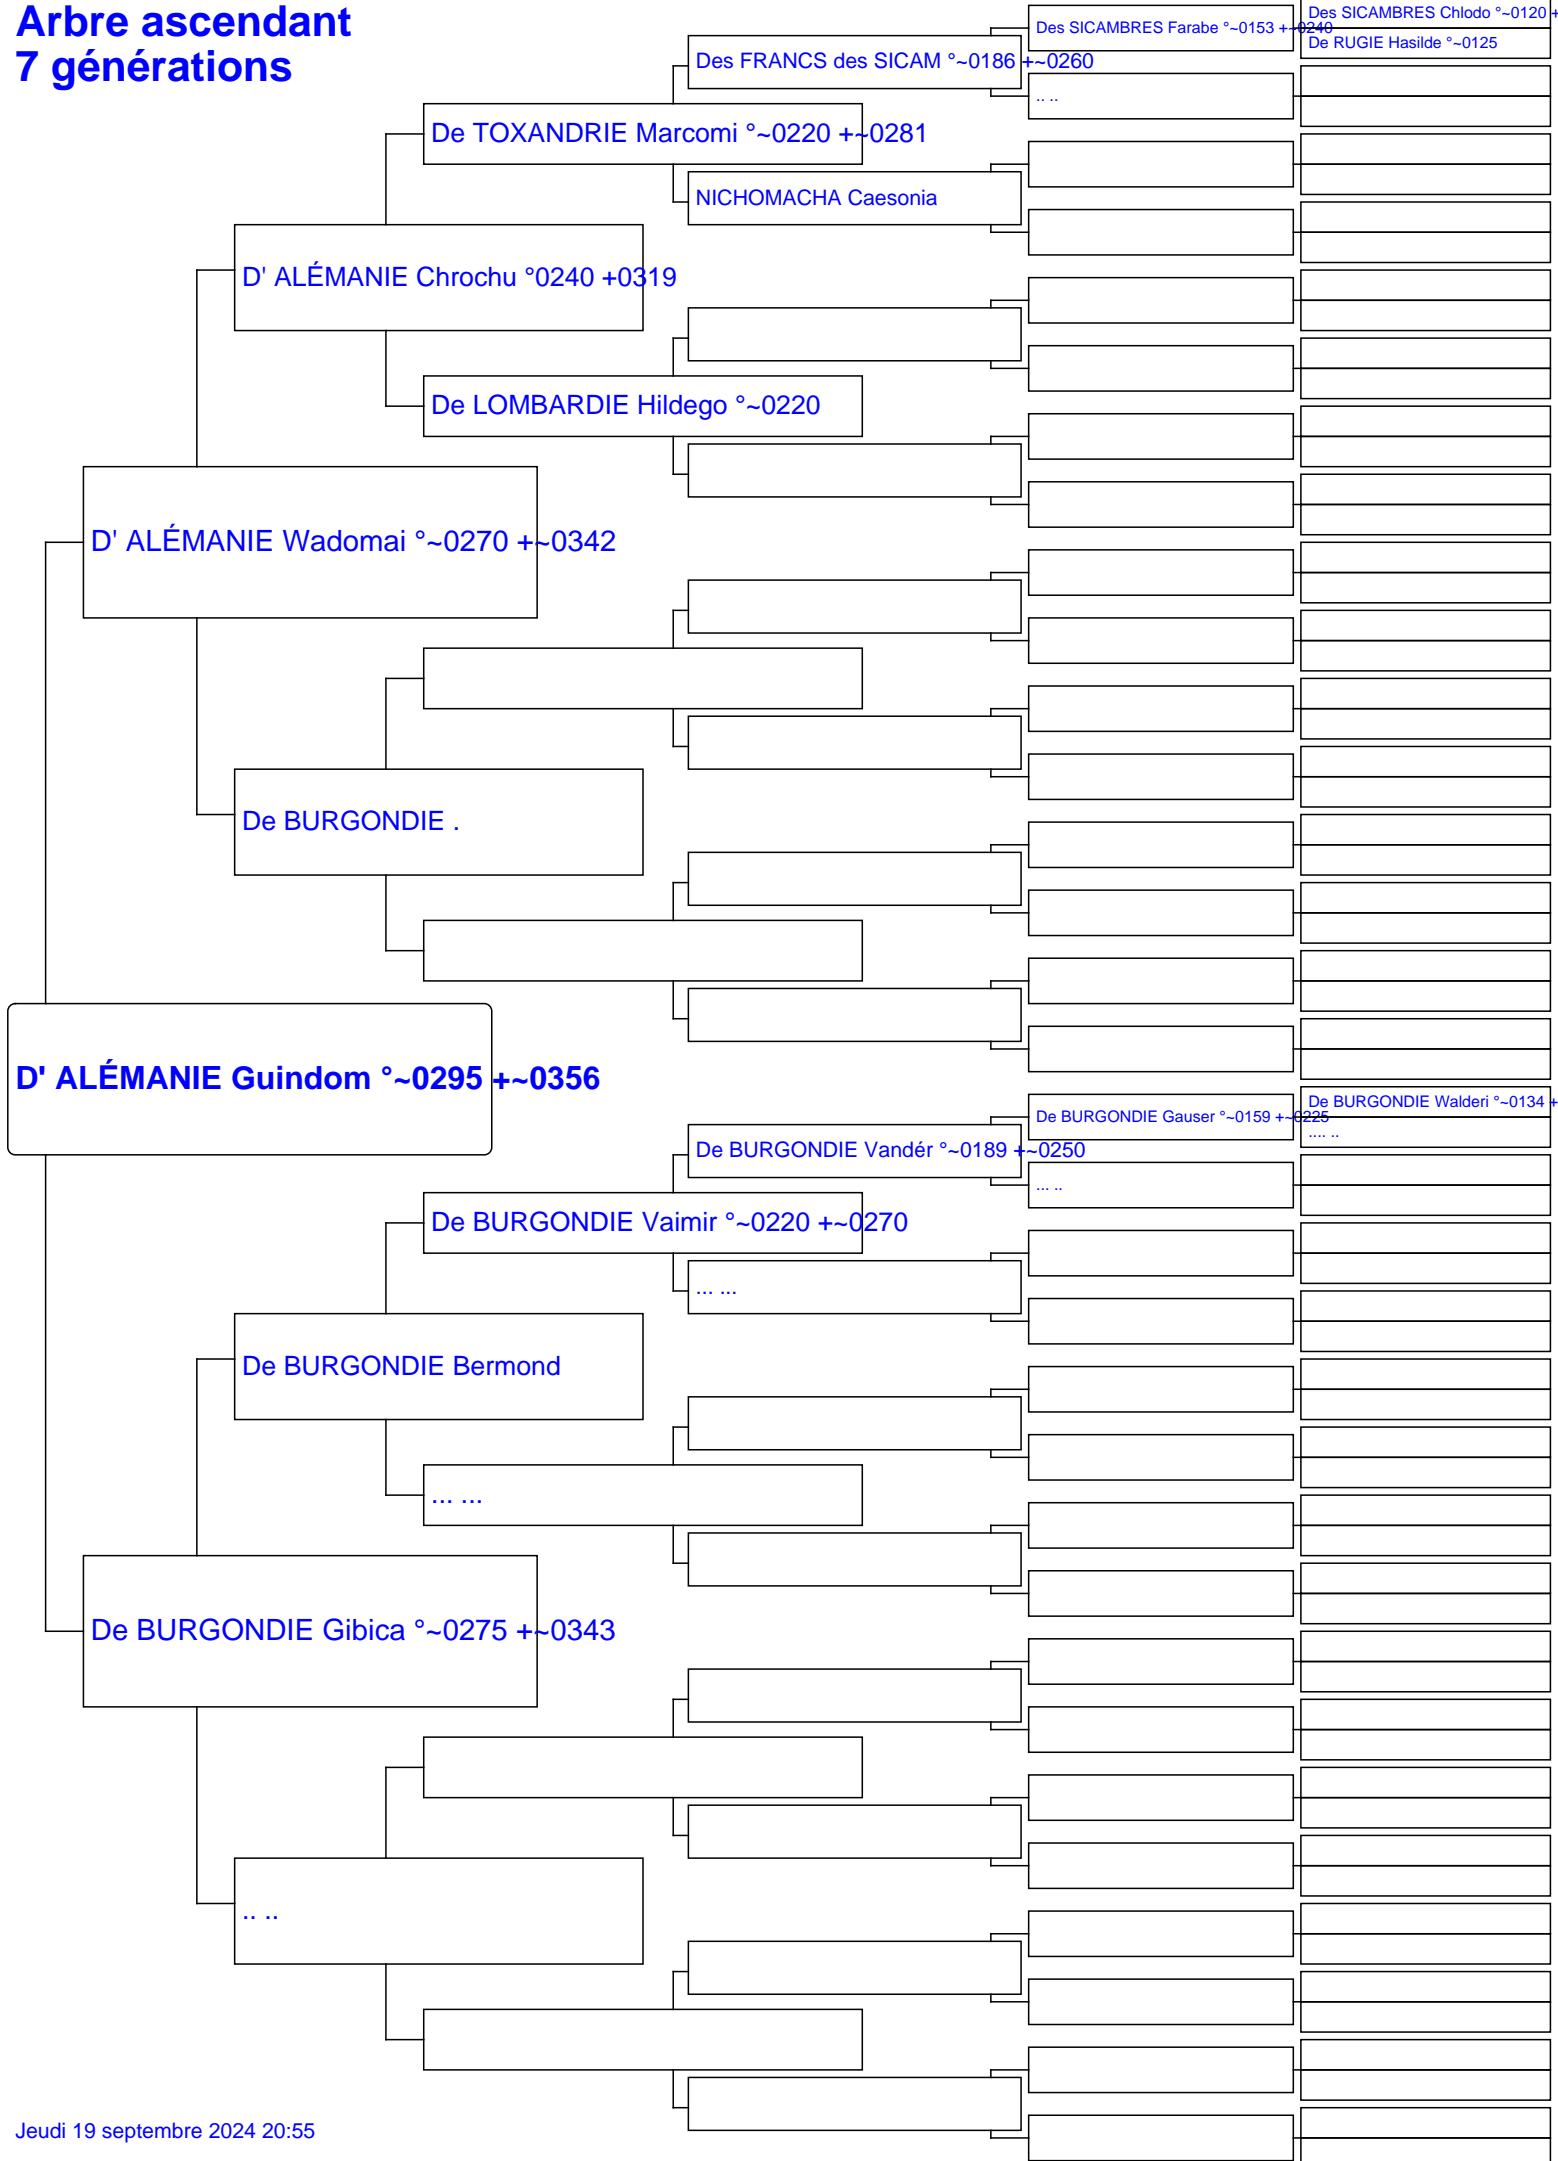 Arbre ascendant
7 générations
Des SICAMBRES Chlodo °~0120 +
De RUGIE Hasilde °~0125
Des SICAMBRES Farabe °~0153 +~0240
Des FRANCS des SICAM °~0186 +~0260
.. ..
De TOXANDRIE Marcomi °~0220 +~0281
NICHOMACHA Caesonia
D' ALÉMANIE Chrochu °0240 +0319
De LOMBARDIE Hildego °~0220
D' ALÉMANIE Wadomai °~0270 +~0342
De BURGONDIE .
D' ALÉMANIE Guindom °~0295 +~0356
De BURGONDIE Walderi °~0134 +
.... ..
De BURGONDIE Gauser °~0159 +~0225
De BURGONDIE Vandér °~0189 +~0250
... ..
De BURGONDIE Vaimir °~0220 +~0270
... ...
De BURGONDIE Bermond
... ...
De BURGONDIE Gibica °~0275 +~0343
.. ..
Jeudi 19 septembre 2024 20:55